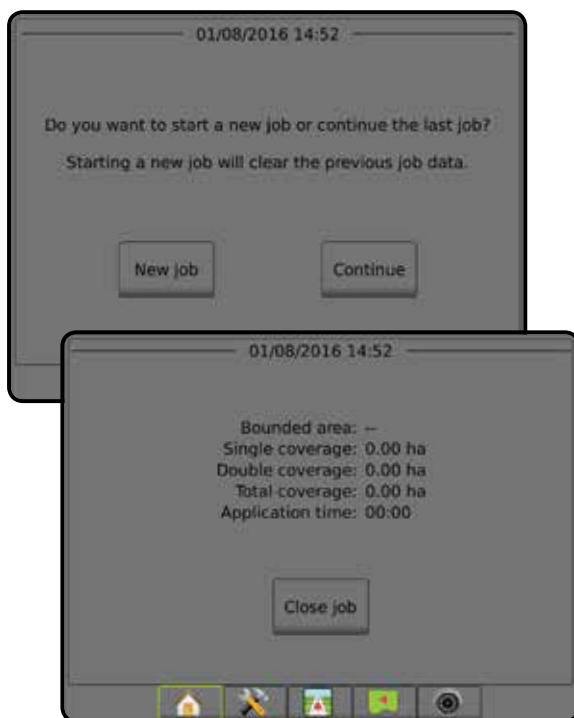 01/08/2016 14:52
Do you want to start a new job or continue the last job?
Starting a new job will clear the previous job data.
New job
Continue
01/08/2016 14:52
Bounded area: --
Single coverage: 0.00 ha
Double coverage: 0.00 ha
Total coverage: 0.00 ha
Application time: 00:00
Close job